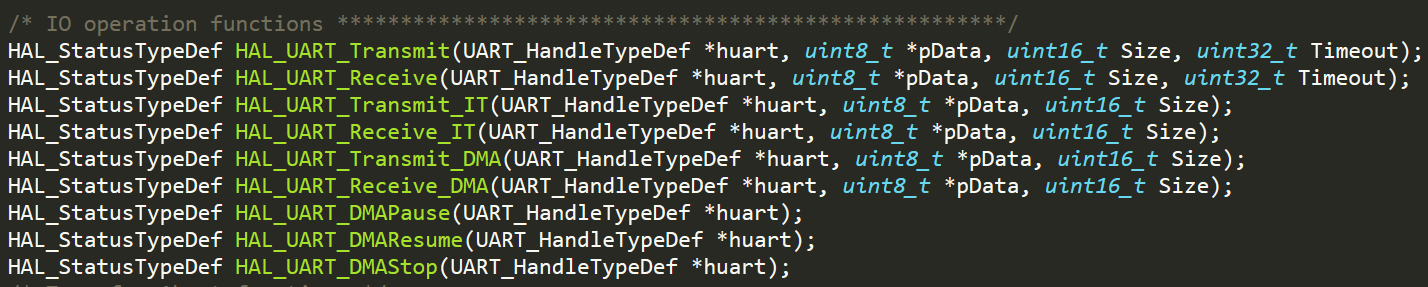 /* IO operation functions *****************************************************/
HAL_StatusTypeDef HAL_UART_Transmit(UART_HandleTypeDef *huart, uint8_t *pData, uint16_t Size, uint32_t Timeout);
HAL_StatusTypeDef HAL_UART_Receive(UART_HandleTypeDef *huart, uint8_t *pData, uint16_t Size, uint32_t Timeout);
HAL_StatusTypeDef HAL_UART_Transmit_IT(UART_HandleTypeDef *huart, uint8_t *pData, uint16_t Size);
HAL_StatusTypeDef HAL_UART_Receive_IT(UART_HandleTypeDef *huart, uint8_t *pData, uint16_t Size);
HAL_StatusTypeDef HAL_UART_Transmit_DMA(UART_HandleTypeDef *huart, uint8_t *pData, uint16_t Size);
HAL_StatusTypeDef HAL_UART_Receive_DMA(UART_HandleTypeDef *huart, uint8_t *pData, uint16_t Size);
HAL_StatusTypeDef HAL_UART_DMAPause(UART_HandleTypeDef *huart);
HAL_StatusTypeDef HAL_UART_DMAResume(UART_HandleTypeDef *huart);
HAL_StatusTypeDef HAL_UART_DMAStop(UART_HandleTypeDef *huart);